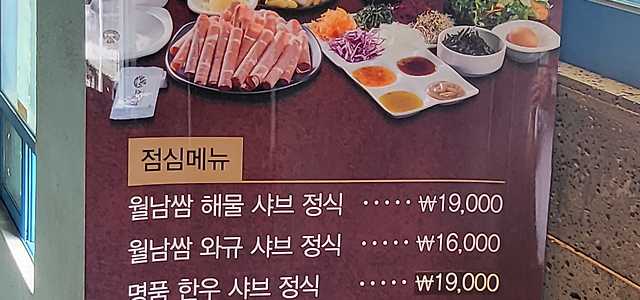 점심메뉴
월남쌈 해물 샤브 정식 ····· ₩19,000
월남쌈 와규 샤브 정식 ····· ₩16,000
명품 한우 샤브 정식 ····· ₩19,000